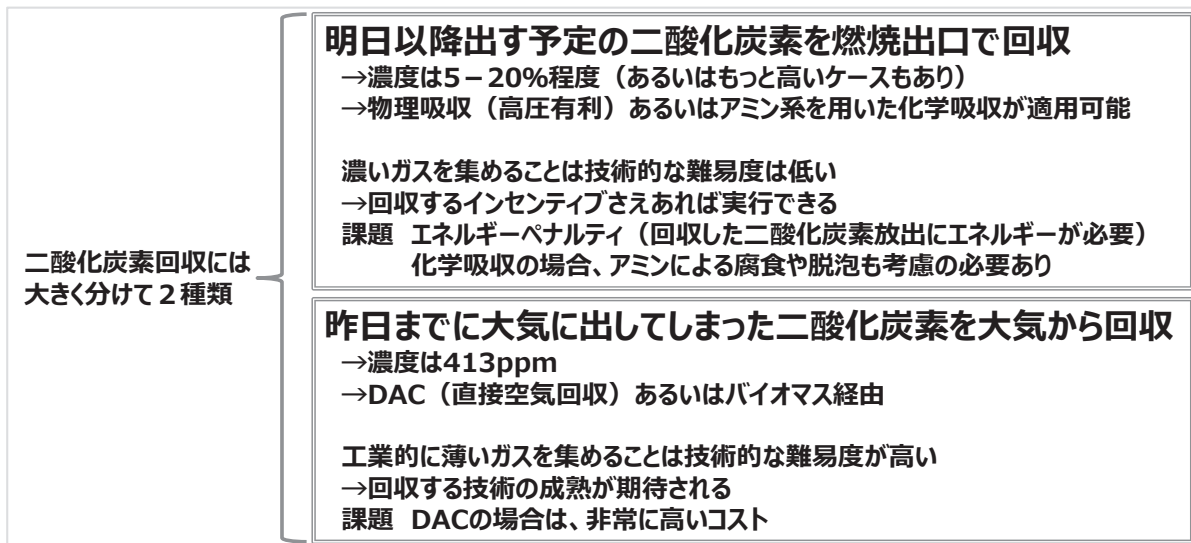 二酸化炭素回収には
大きく分けて２種類
明日以降出す予定の二酸化炭素を燃焼出口で回収
→濃度は5－20%程度（あるいはもっと高いケースもあり）
→物理吸収（高圧有利）あるいはアミン系を用いた化学吸収が適用可能
濃いガスを集めることは技術的な難易度は低い
→回収するインセンティブさえあれば実行できる
課題 エネルギーペナルティ（回収した二酸化炭素放出にエネルギーが必要）
化学吸収の場合、アミンによる腐食や脱泡も考慮の必要あり
昨日までに大気に出してしまった二酸化炭素を大気から回収
→濃度は413ppm
→DAC（直接空気回収）あるいはバイオマス経由
工業的に薄いガスを集めることは技術的な難易度が高い
→回収する技術の成熟が期待される
課題 DACの場合は、非常に高いコスト